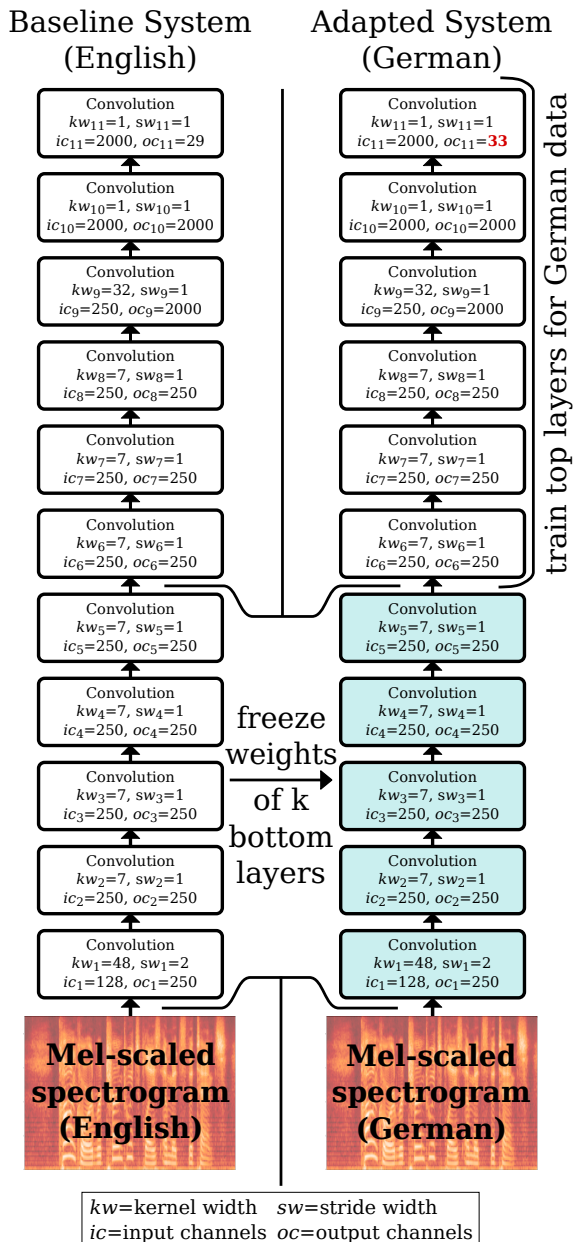 Baseline System
(English)
Convolution
kw11=1, sw11=1
ic11=2000, oc11=29
Convolution
kw10=1, sw10=1
ic10=2000, oc10=2000
Convolution
kw9=32, sw9=1
ic9=250, oc9=2000
Convolution
kw8=7, sw8=1
ic8=250, oc8=250
Convolution
kw7=7, sw7=1
ic7=250, oc7=250
Convolution
kw6=7, sw6=1
ic6=250, oc6=250
Convolution
kw5=7, sw5=1
ic5=250, oc5=250
Convolution
kw4=7, sw4=1
ic4=250, oc4=250
Convolution
kw3=7, sw3=1
ic3=250, oc3=250
Convolution
kw2=7, sw2=1
ic2=250, oc2=250
Convolution
kw1=48, sw1=2
ic1=128, oc1=250
Mel-scaled
spectrogram
(English)
freeze
weights
of k
bottom
layers
Adapted System
(German)
Convolution
kw11=1, sw11=1
ic11=2000, oc11=33
Convolution
kw10=1, sw10=1
ic10=2000, oc10=2000
Convolution
kw9=32, sw9=1
ic9=250, oc9=2000
Convolution
kw8=7, sw8=1
ic8=250, oc8=250
Convolution
kw7=7, sw7=1
ic7=250, oc7=250
Convolution
kw6=7, sw6=1
ic6=250, oc6=250
Convolution
kw5=7, sw5=1
ic5=250, oc5=250
Convolution
kw4=7, sw4=1
ic4=250, oc4=250
Convolution
kw3=7, sw3=1
ic3=250, oc3=250
Convolution
kw2=7, sw2=1
ic2=250, oc2=250
Convolution
kw1=48, sw1=2
ic1=128, oc1=250
Mel-scaled
spectrogram
(German)
train top layers for German data
kw=kernel width sw=stride width
ic=input channels oc=output channels